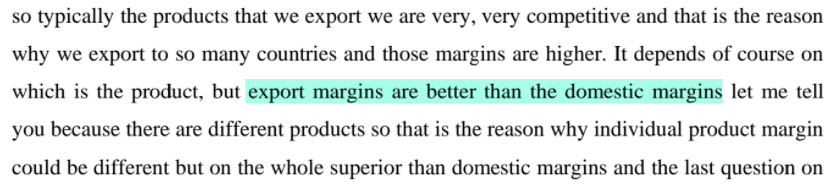 so typically the products that we export we are very, very competitive and that is the reason
why we export to so many countries and those margins are higher. It depends of course on
which is the product, but export margins are better than the domestic margins let me tell
you because there are different products so that is the reason why individual product margin
could be different but on the whole superior than domestic margins and the last question on